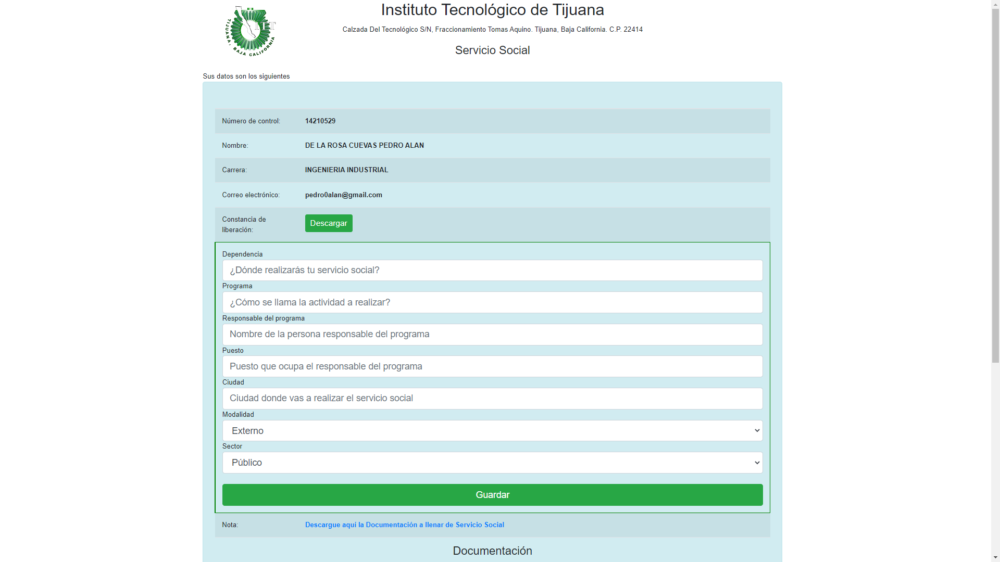 ITT
TIJUANA, BAJA CALIFORNIA
Instituto Tecnológico de Tijuana
Calzada Del Tecnológico S/N, Fraccionamiento Tomas Aquino. Tijuana, Baja California. C.P. 22414
Servicio Social
Sus datos son los siguientes
Número de control: 14210529
Nombre: DE LA ROSA CUEVAS PEDRO ALAN
Carrera: INGENIERIA INDUSTRIAL
Correo electrónico: pedro0alan@gmail.com
Constancia de
liberación:
Descargar
Dependencia
¿Dónde realizarás tu servicio social?
Programa
¿Cómo se llama la actividad a realizar?
Responsable del programa
Nombre de la persona responsable del programa
Puesto
Puesto que ocupa el responsable del programa
Ciudad
Ciudad donde vas a realizar el servicio social
Modalidad
Externo
Sector
Público
Guardar
Nota: Descargue aquí la Documentación a llenar de Servicio Social
Documentación